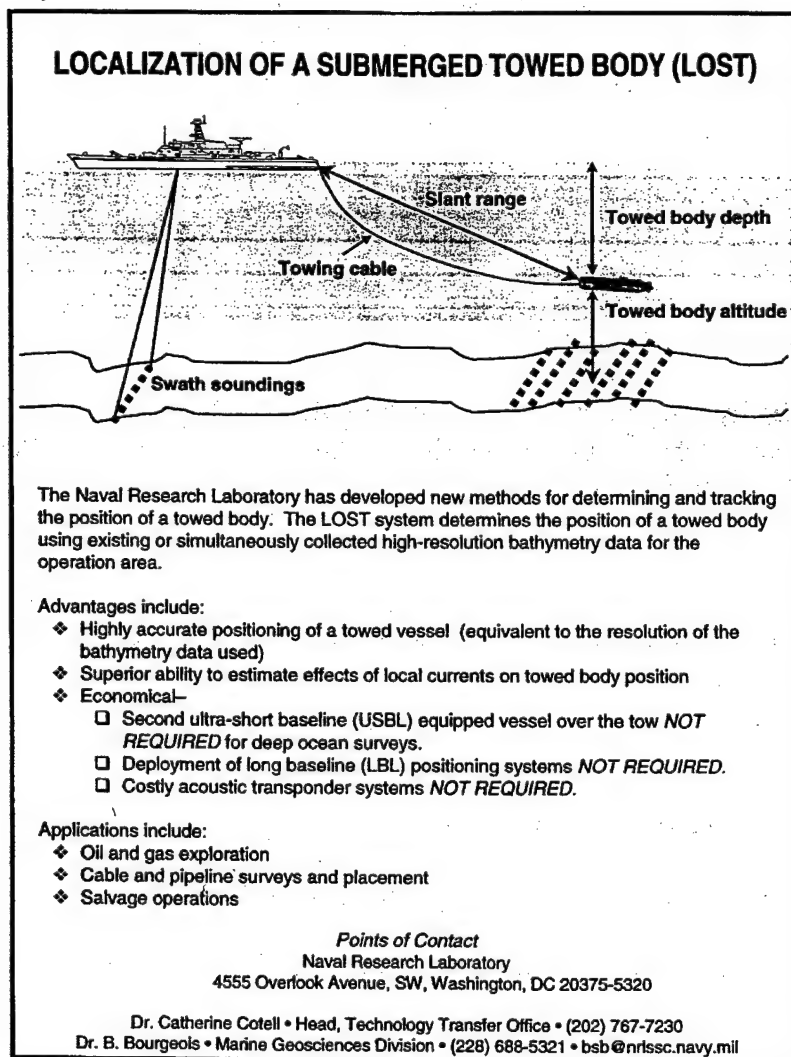 LOCALIZATION OF A SUBMERGED TOWED BODY (LOST)
Slant range
Towed body depth
Towing cable
Towed body altitude
Swath soundings
The Naval Research Laboratory has developed new methods for determining and tracking
the position of a towed body. The LOST system determines the position of a towed body
using existing or simultaneously collected high-resolution bathymetry data for the
operation area.
Advantages include:
❖ Highly accurate positioning of a towed vessel (equivalent to the resolution of the
bathymetry data used)
❖ Superior ability to estimate effects of local currents on towed body position
❖ Economical–
❑ Second ultra-short baseline (USBL) equipped vessel over the tow NOT
REQUIRED for deep ocean surveys.
❑ Deployment of long baseline (LBL) positioning systems NOT REQUIRED.
❑ Costly acoustic transponder systems NOT REQUIRED.
Applications include:
❖ Oil and gas exploration
❖ Cable and pipeline surveys and placement
❖ Salvage operations
Points of Contact
Naval Research Laboratory
4555 Overlook Avenue, SW, Washington, DC 20375-5320
Dr. Catherine Cotell • Head, Technology Transfer Office • (202) 767-7230
Dr. B. Bourgeois • Marine Geosciences Division • (228) 688-5321 • bsb@nrlssc.navy.mil